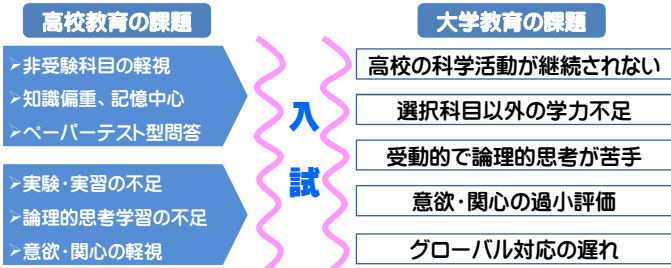 高校教育の課題
➢非受験科目の軽視
➢知識偏重、記憶中心
➢ペーパーテスト型問答
➢実験・実習の不足
➢論理的思考学習の不足
➢意欲・関心の軽視
入
試
大学教育の課題
高校の科学活動が継続されない
選択科目以外の学力不足
受動的で論理的思考が苦手
意欲・関心の過小評価
グローバル対応の遅れ